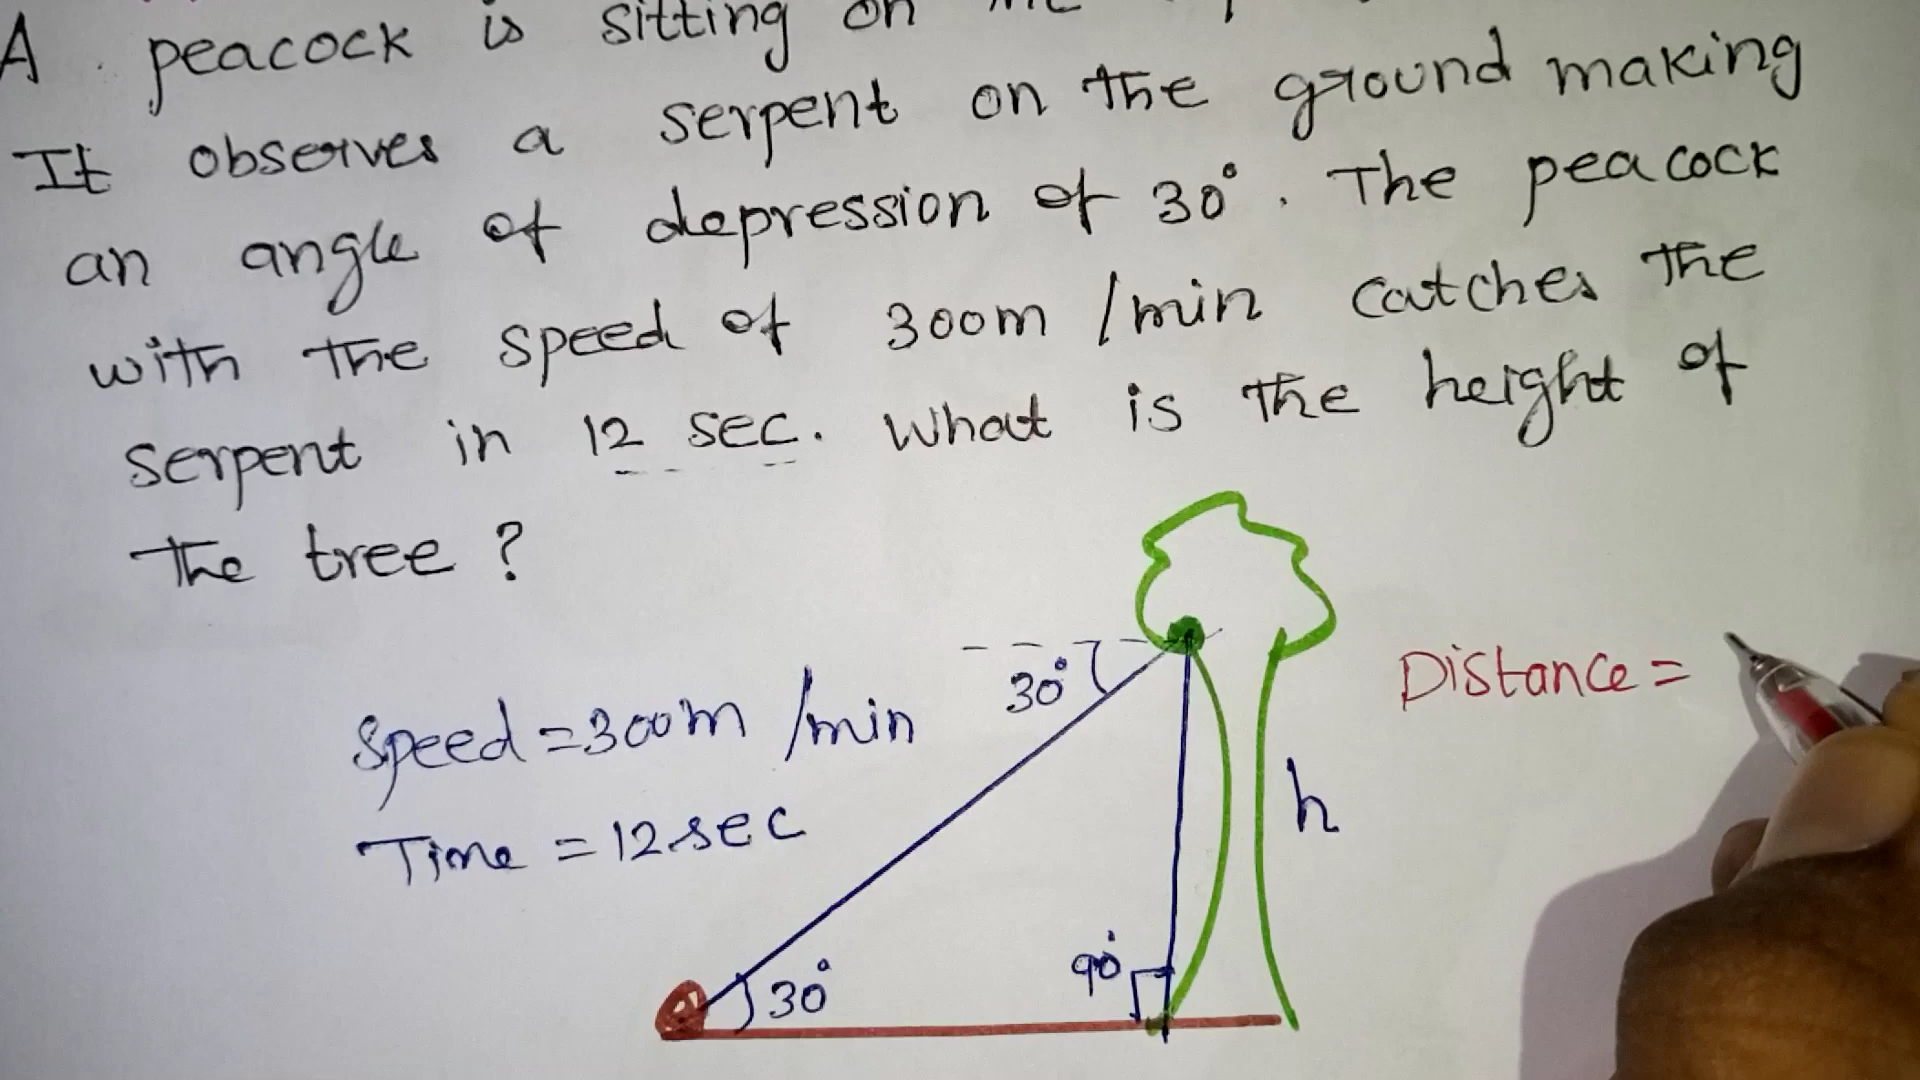 A peacock is sitting on
It observes a serpent on the ground making
an angle of depression of 30°. The peacock
with the speed of 300m /min catches the
serpent in 12 sec. What is the height of
the tree ?
30°
Distance =
Speed = 300m /min
h
Time = 12 sec
90°
30°